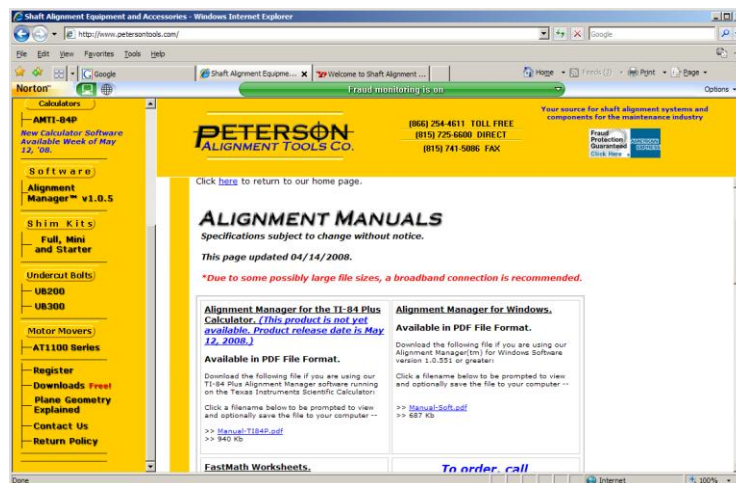 Shaft Alignment Equipment and Accessories - Windows Internet Explorer
http://www.petersontools.com/
Google
File Edit View Favorites Tools Help
Google
Shaft Alignment Equipme...
Welcome to Shaft Alignment ...
Home Feeds (J) Print Page
Norton
Fraud monitoring is on
Options
Calculators
AMTI-84P
New Calculator Software
Available Week of May
12, '08.
Software
Alignment
Manager™ v1.0.5
Shim Kits
Full, Mini
and Starter
Undercut Bolts
UB200
UB300
Motor Movers
AT1100 Series
Register
Downloads Free!
Plane Geometry
Explained
Contact Us
Return Policy
PETERSON
ALIGNMENT TOOLS CO.
(866) 254-4611 TOLL FREE
(815) 725-6600 DIRECT
(815) 741-5086 FAX
Your source for shaft alignment systems and
components for the maintenance industry
Fraud
Protection
Guaranteed
Click Here
AMERICAN
EXPRESS
Click here to return to our home page.
ALIGNMENT MANUALS
Specifications subject to change without notice.
This page updated 04/14/2008.
*Due to some possibly large file sizes, a broadband connection is recommended.
Alignment Manager for the TI-84 Plus
Calculator. (This product is not yet
available. Product release date is May
12, 2008.)
Available in PDF File Format.
Download the following file if you are using our
TI-84 Plus Alignment Manager software running
on the Texas Instruments Scientific Calculator:
Click a filename below to be prompted to view
and optionally save the file to your computer --
>> Manual-TI84P.pdf
>> 940 Kb
Alignment Manager for Windows.
Available in PDF File Format.
Download the following file if you are using our
Alignment Manager(tm) for Windows Software
version 1.0.551 or greater:
Click a filename below to be prompted to view
and optionally save the file to your computer --
>> Manual-Soft.pdf
>> 687 Kb
FastMath Worksheets.
To order, call
Done
Internet
100%